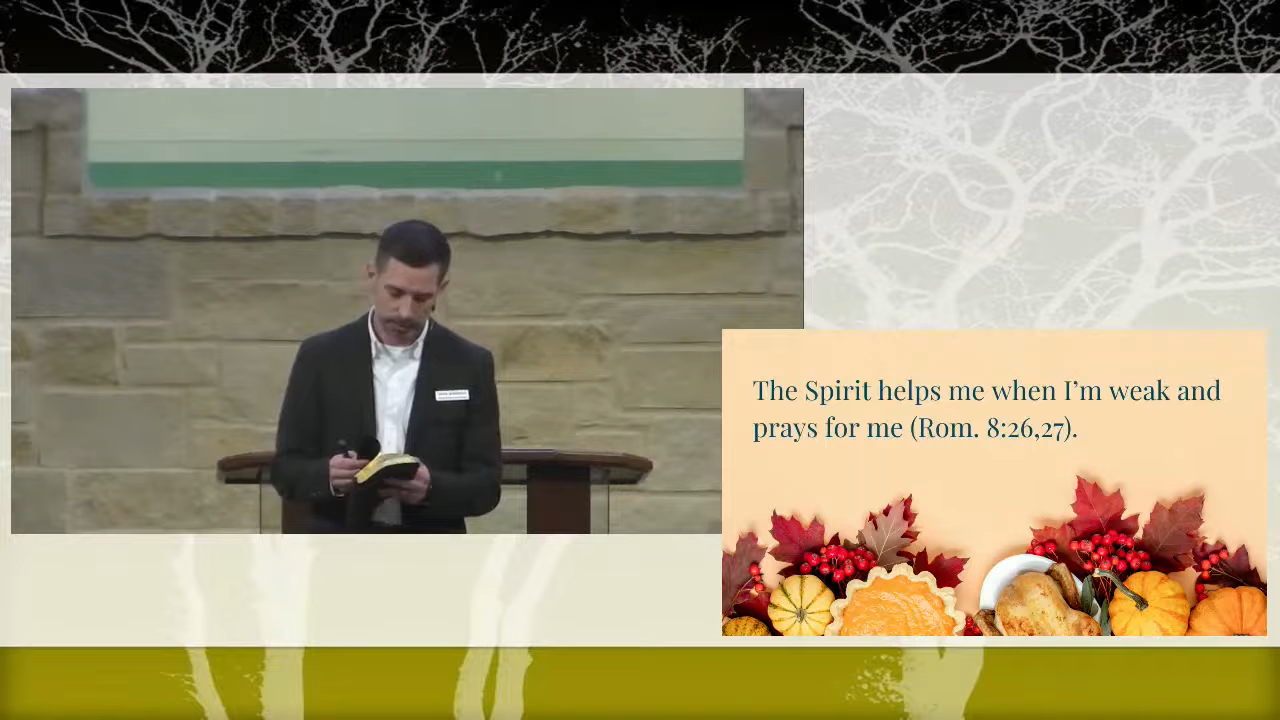 The Spirit helps me when I’m weak and
prays for me (Rom. 8:26,27).